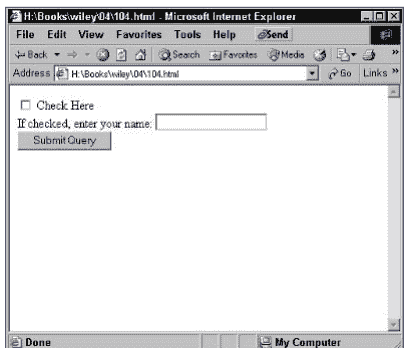 H:\Books\wiley\04\104.html - Microsoft Internet Explorer
File Edit View Favorites Tools Help Send
Back Search Favorites Media »
Address H:\Books\wiley\04\104.html Go Links »
Check Here
If checked, enter your name:
Submit Query
Done My Computer